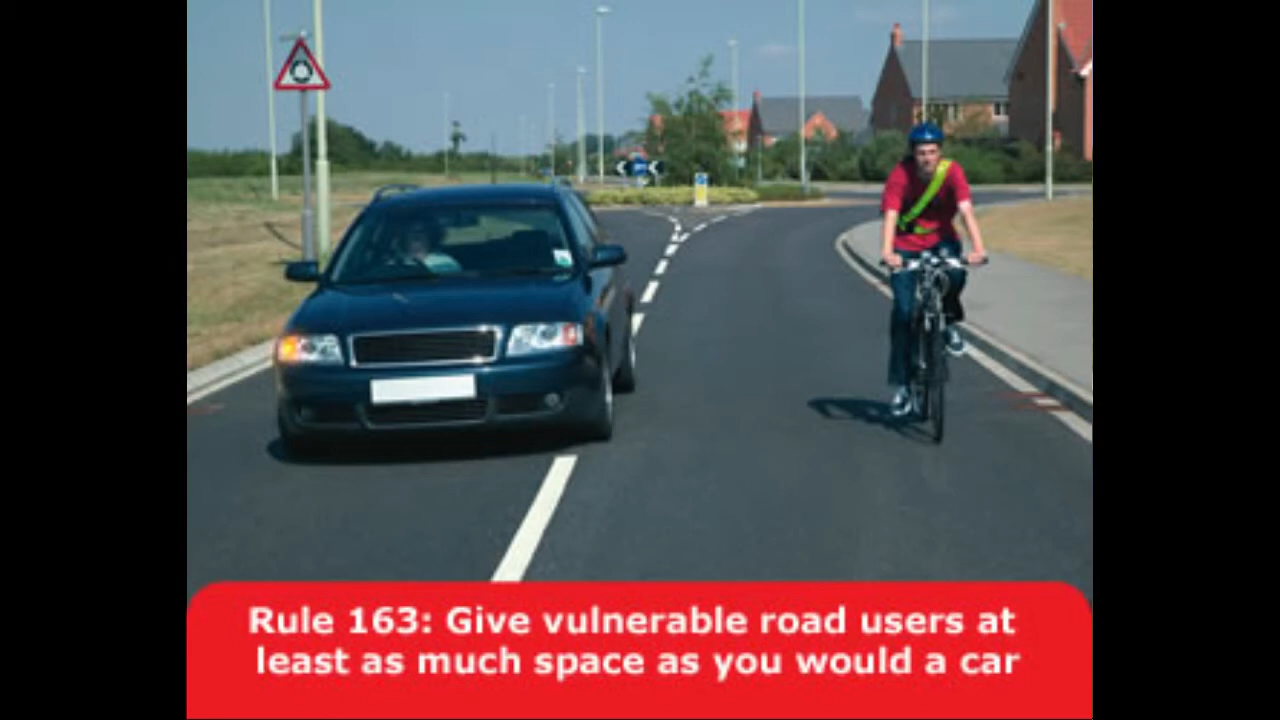 Rule 163: Give vulnerable road users at
least as much space as you would a car